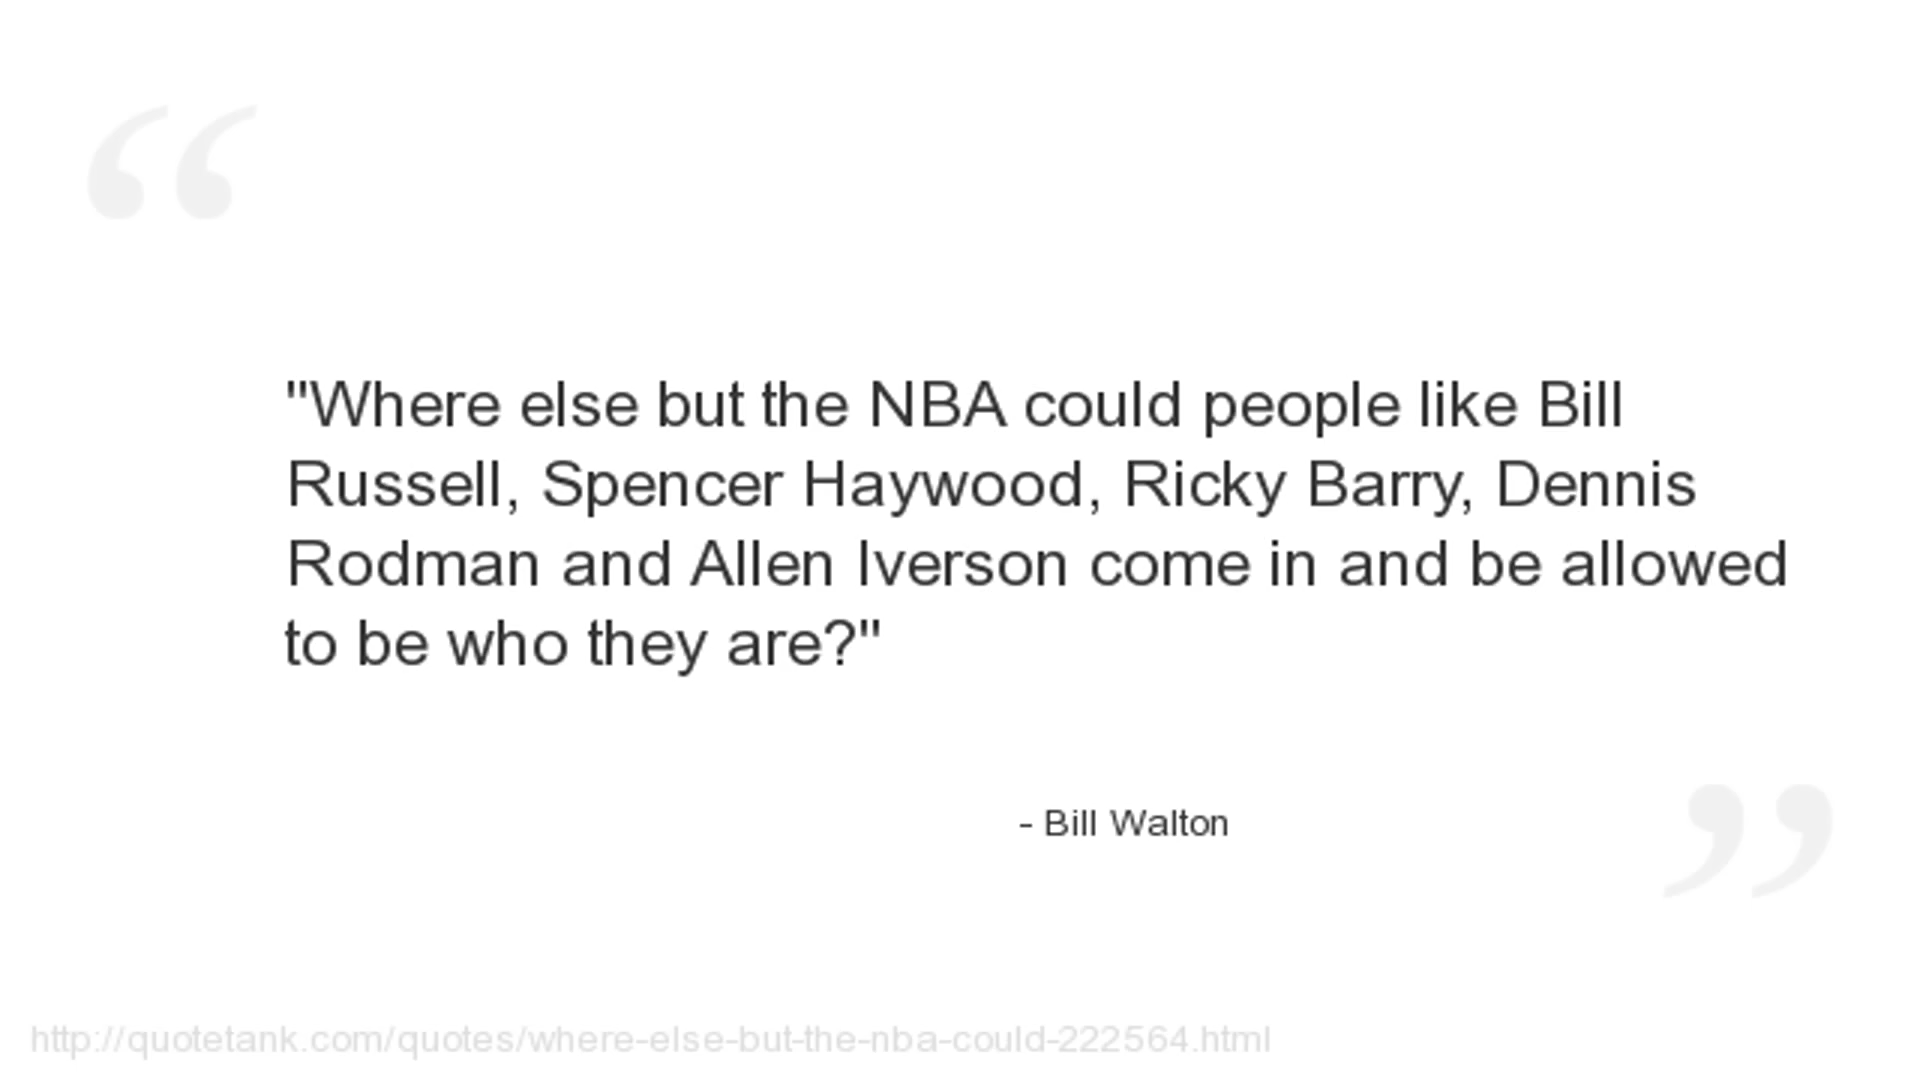 "Where else but the NBA could people like Bill
Russell, Spencer Haywood, Ricky Barry, Dennis
Rodman and Allen Iverson come in and be allowed
to be who they are?"
- Bill Walton
http://quotetank.com/quotes/where-else-but-the-nba-could-222564.html